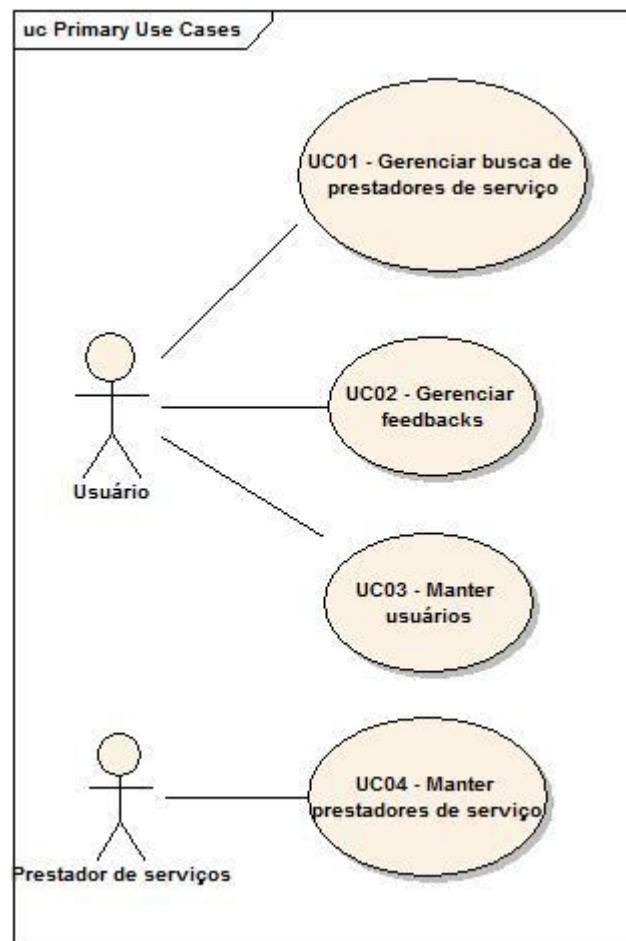 uc Primary Use Cases
UC01 - Gerenciar busca de
prestadores de serviço
UC02 - Gerenciar
feedbacks
Usuário
UC03 - Manter
usuários
UC04 - Manter
prestadores de serviço
Prestador de serviços